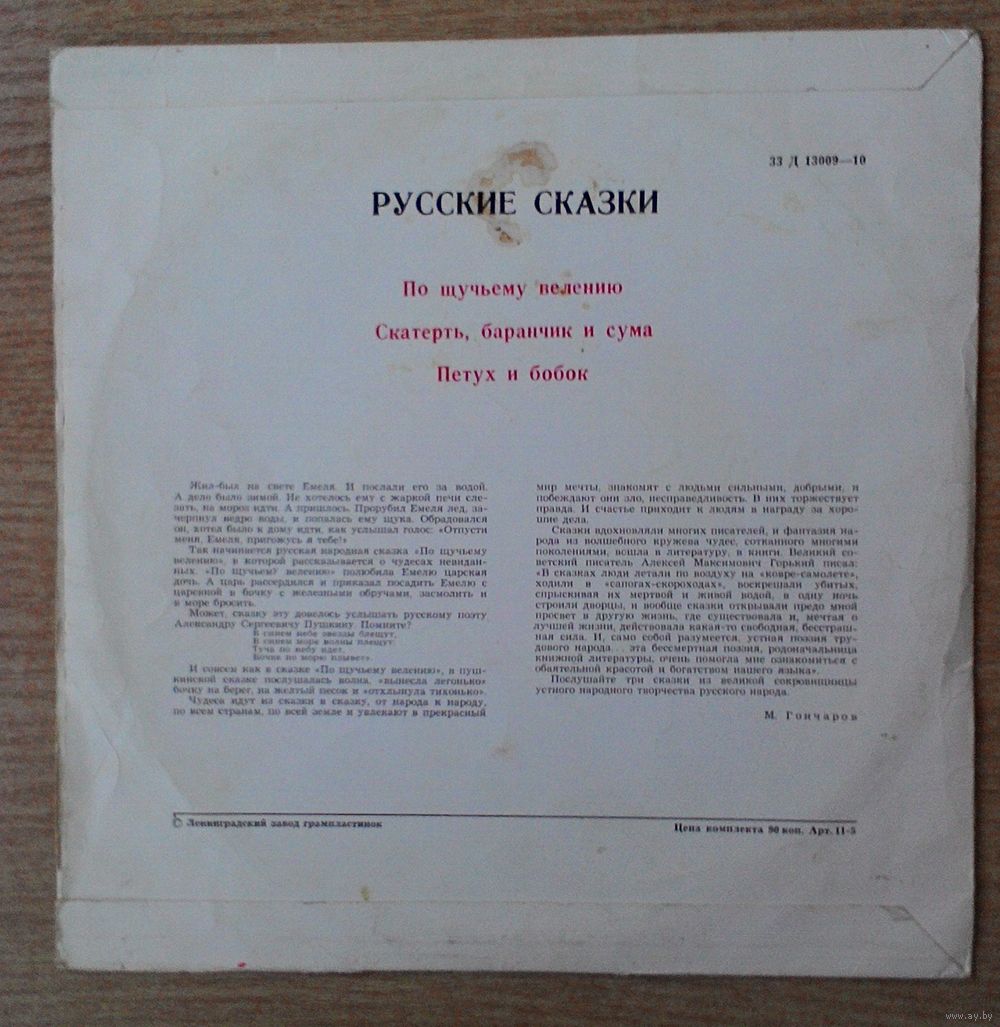 33 Д 13009—10
РУССКИЕ СКАЗКИ
По щучьему велению
Скатерть, баранчик и сума
Петух и бобок
Жил-был на свете Емеля. И послали его за водой.
А дело было зимой. Не хотелось ему с жаркой печи сле-
зать, на мороз идти. А пришлось. Прорубил Емеля лед, за-
черпнул ведро воды, и попалась ему щука. Обрадовался
он, хотел было к дому идти, как услышал голос: «Отпусти
меня, Емеля, пригожусь я тебе!»
Так начинается русская народная сказка «По щучьему
велению», в которой рассказывается о чудесах невидан-
ных. «По щучьему велению» полюбила Емелю царская
дочь. А царь рассердился и приказал посадить Емелю с
царевной в бочку с железными обручами, засмолить и
в море бросить.
Может, сказку эту довелось услышать русскому поэту
Александру Сергеевичу Пушкину. Помните?
В синем небе звезды блещут,
В синем море волны плещут;
Туча по небу идет,
Бочка по морю плывет».
И совсем как в сказке «По щучьему велению», в пуш-
кинской сказке послушалась волна, «вынесла легонько»
бочку на берег, на желтый песок и «отхлынула тихонько».
Чудеса идут из сказки в сказку, от народа к народу,
по всем странам, по всей земле и увлекают в прекрасный
мир мечты, знакомят с людьми сильными, добрыми, и
побеждают они зло, несправедливость. В них торжествует
правда. И счастье приходит к людям в награду за хоро-
шие дела.
Сказки вдохновляли многих писателей, и фантазия на-
рода из волшебного кружева чудес, сотканного многими
поколениями, вошла в литературу, в книги. Великий со-
ветский писатель Алексей Максимович Горький писал:
«В сказках люди летали по воздуху на «ковре-самолете»,
ходили в «сапогах-скороходах», воскрешали убитых,
спрыскивая их мертвой и живой водой, в одну ночь
строили дворцы, и вообще сказки открывали предо мной
просвет в другую жизнь, где существовала и, мечтая о
лучшей жизни, действовала какая-то свободная, бесстраш-
ная сила. И, само собой разумеется, устная поэзия тру-
дового народа... эта бессмертная поэзия, родоначальница
книжной литературы, очень помогла мне ознакомиться с
обаятельной красотой и богатством нашего языка».
Послушайте три сказки из великой сокровищницы
устного народного творчества русского народа.
М. Гончаров
© Ленинградский завод грампластинок
Цена комплекта 90 коп. Арт. 11-5
www.ay.by